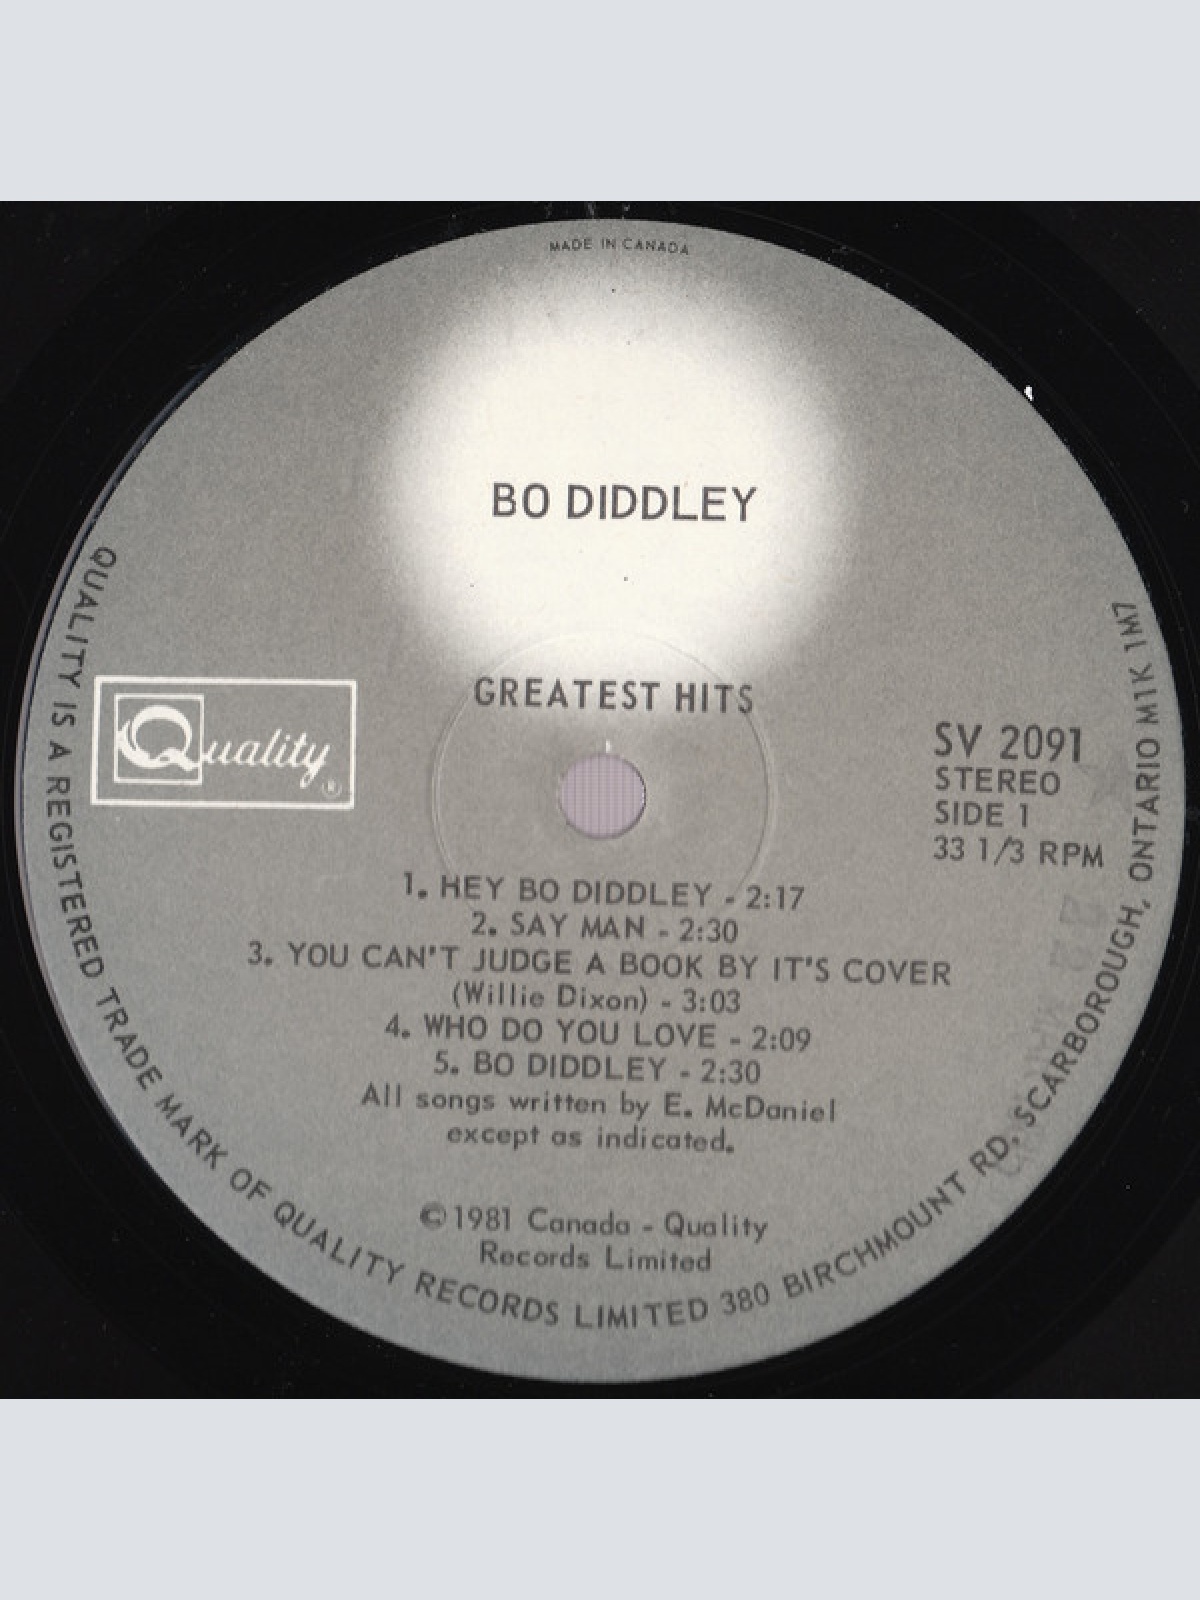 MADE IN CANADA
BO DIDDLEY
GREATEST HITS
Quality ®
SV 2091
STEREO
SIDE 1
33 1/3 RPM
1. HEY BO DIDDLEY - 2:17
2. SAY MAN - 2:30
3. YOU CAN'T JUDGE A BOOK BY IT'S COVER
(Willie Dixon) - 3:03
4. WHO DO YOU LOVE - 2:09
5. BO DIDDLEY - 2:30
All songs written by E. McDaniel
except as indicated.
©1981 Canada - Quality
Records Limited
QUALITY IS A REGISTERED TRADE MARK OF QUALITY RECORDS LIMITED 380 BIRCHMOUNT RD. SCARBOROUGH, ONTARIO M1K 1M7